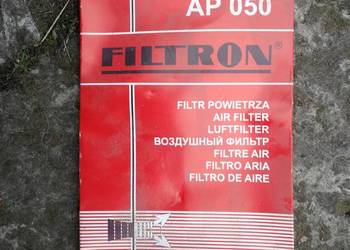 AP 050
FILTRON®
FILTR POWIETRZA
AIR FILTER
LUFTFILTER
ВОЗДУШНЫЙ ФИЛЬТР
FILTRE AIR
FILTRO ARIA
FILTRO DE AIRE